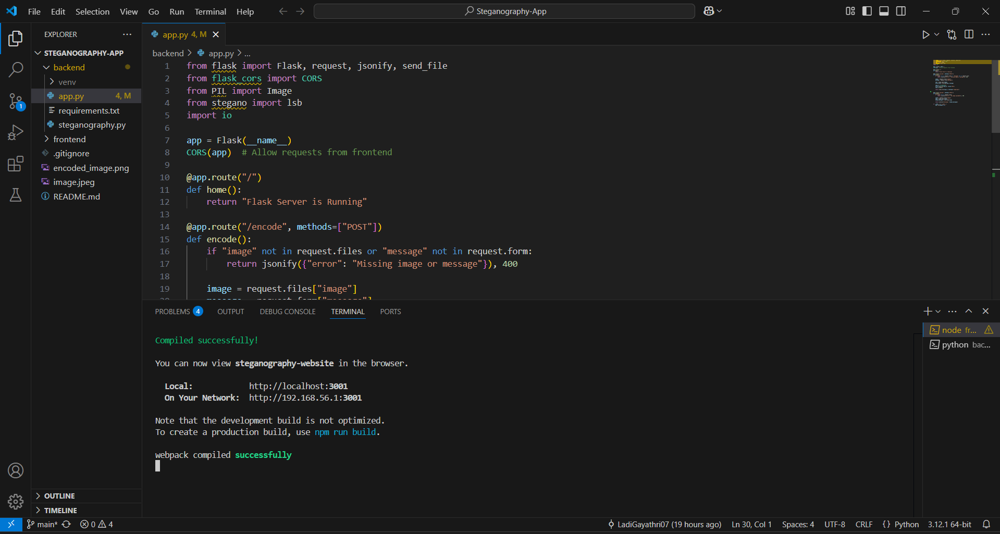 File Edit Selection View Go Run Terminal Help
Steganography-App
EXPLORER
STEGANOGRAPHY-APP
backend
venv
app.py 4, M
requirements.txt
steganography.py
frontend
.gitignore
encoded_image.png
image.jpeg
README.md
OUTLINE
TIMELINE
1
app.py 4, M
backend > app.py > ...
1 from flask import Flask, request, jsonify, send_file
2 from flask_cors import CORS
3 from PIL import Image
4 from stegano import lsb
5 import io
6
7 app = Flask(__name__)
8 CORS(app)  # Allow requests from frontend
9
10 @app.route("/")
11 def home():
12     return "Flask Server is Running"
13
14 @app.route("/encode", methods=["POST"])
15 def encode():
16     if "image" not in request.files or "message" not in request.form:
17         return jsonify({"error": "Missing image or message"}), 400
18
19     image = request.files["image"]
20     message = request.form["message"]
PROBLEMS 4 OUTPUT DEBUG CONSOLE TERMINAL PORTS
node fr...
python bac...
Compiled successfully!
You can now view steganography-website in the browser.
Local: http://localhost:3001
On Your Network: http://192.168.56.1:3001
Note that the development build is not optimized.
To create a production build, use npm run build.
webpack compiled successfully
main* 0 4 LadiGayathri07 (19 hours ago) Ln 30, Col 1 Spaces: 4 UTF-8 CRLF {} Python 3.12.1 64-bit